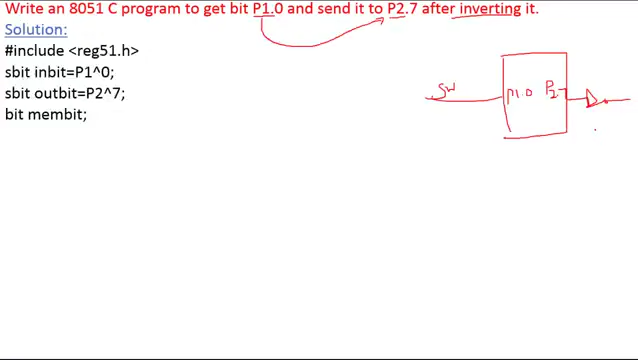 Write an 8051 C program to get bit P1.0 and send it to P2.7 after inverting it.
Solution:
#include <reg51.h>
sbit inbit=P1^0;
sbit outbit=P2^7;
bit membit;
SW
P1.0 P2.7